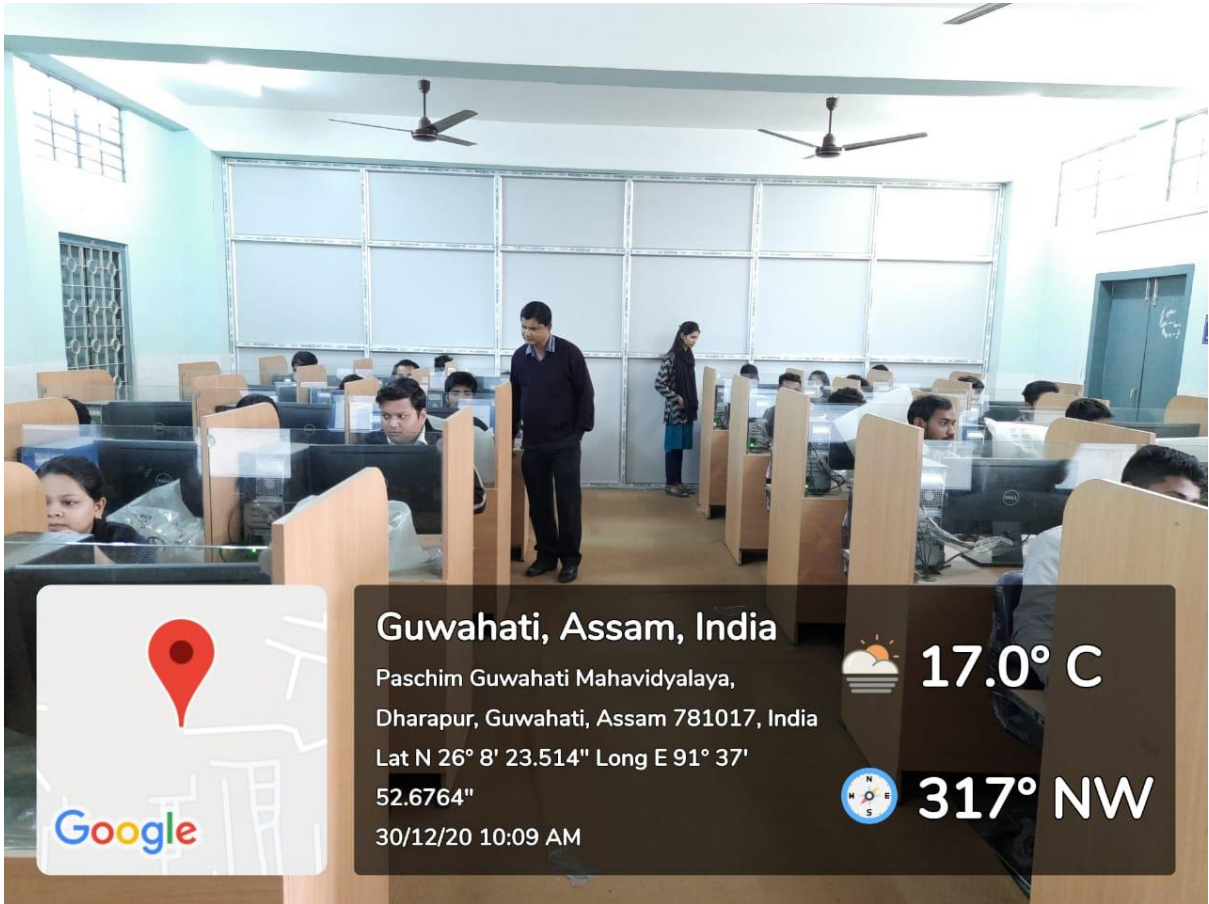 DELL
Guwahati, Assam, India
Paschim Guwahati Mahavidyalaya,
Dharapur, Guwahati, Assam 781017, India
Lat N 26° 8' 23.514" Long E 91° 37'
52.6764"
30/12/20 10:09 AM
17.0° C
N
W E
S
317° NW
Google